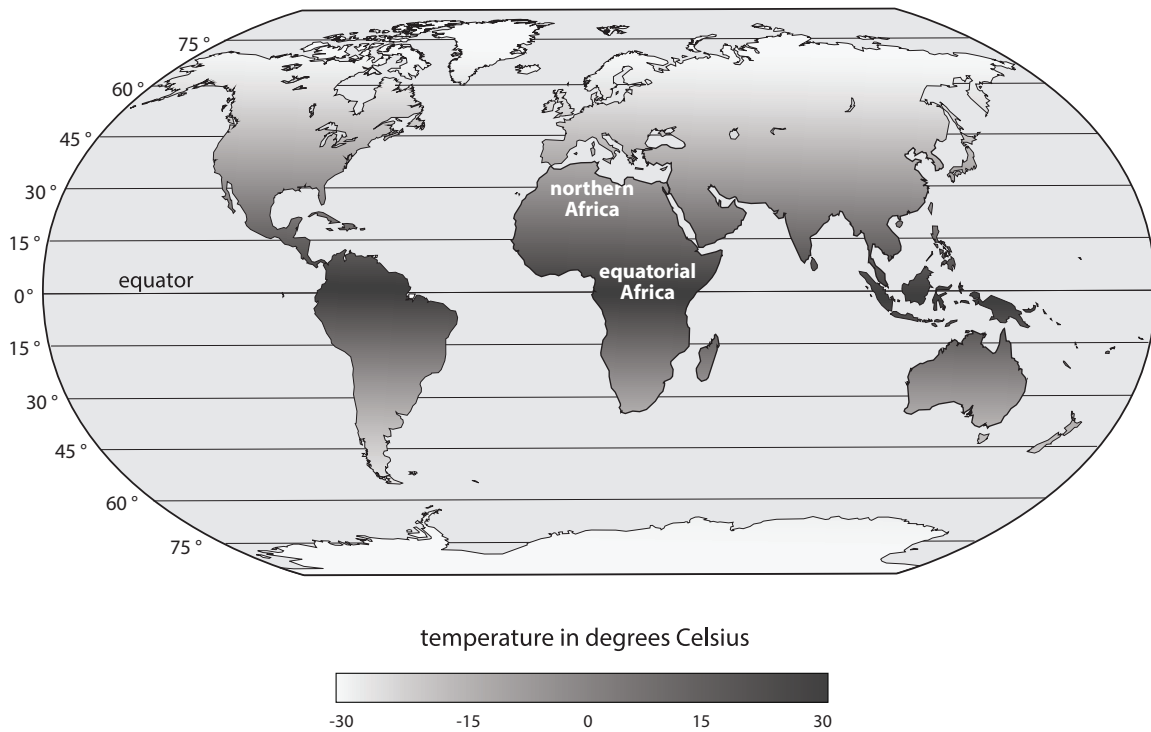 75 °
60 °
45 °
30 °
15 °
equator
0 °
15 °
30 °
45 °
60 °
75 °
northern
Africa
equatorial
Africa
temperature in degrees Celsius
-30 -15 0 15 30